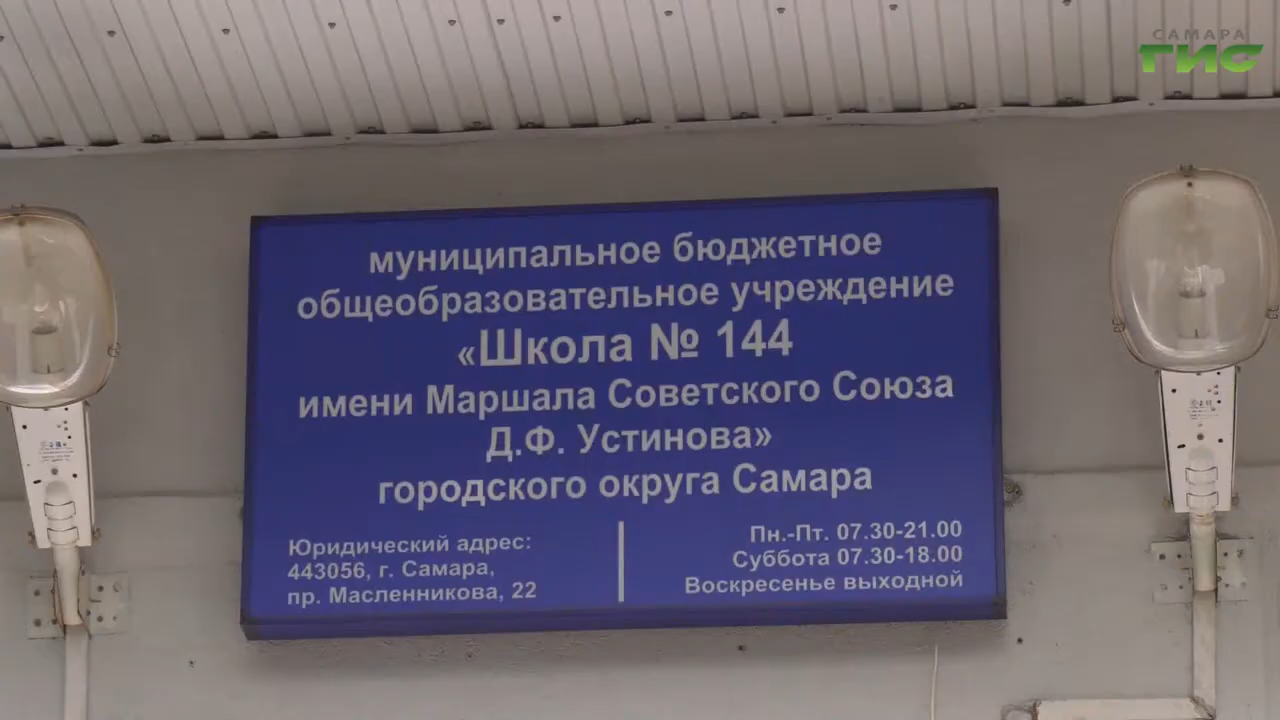 САМАРА
ГИС
муниципальное бюджетное
общеобразовательное учреждение
«Школа № 144
имени Маршала Советского Союза
Д.Ф. Устинова»
городского округа Самара
Юридический адрес:
443056, г. Самара,
пр. Масленникова, 22
Пн.-Пт. 07.30-21.00
Суббота 07.30-18.00
Воскресенье выходной